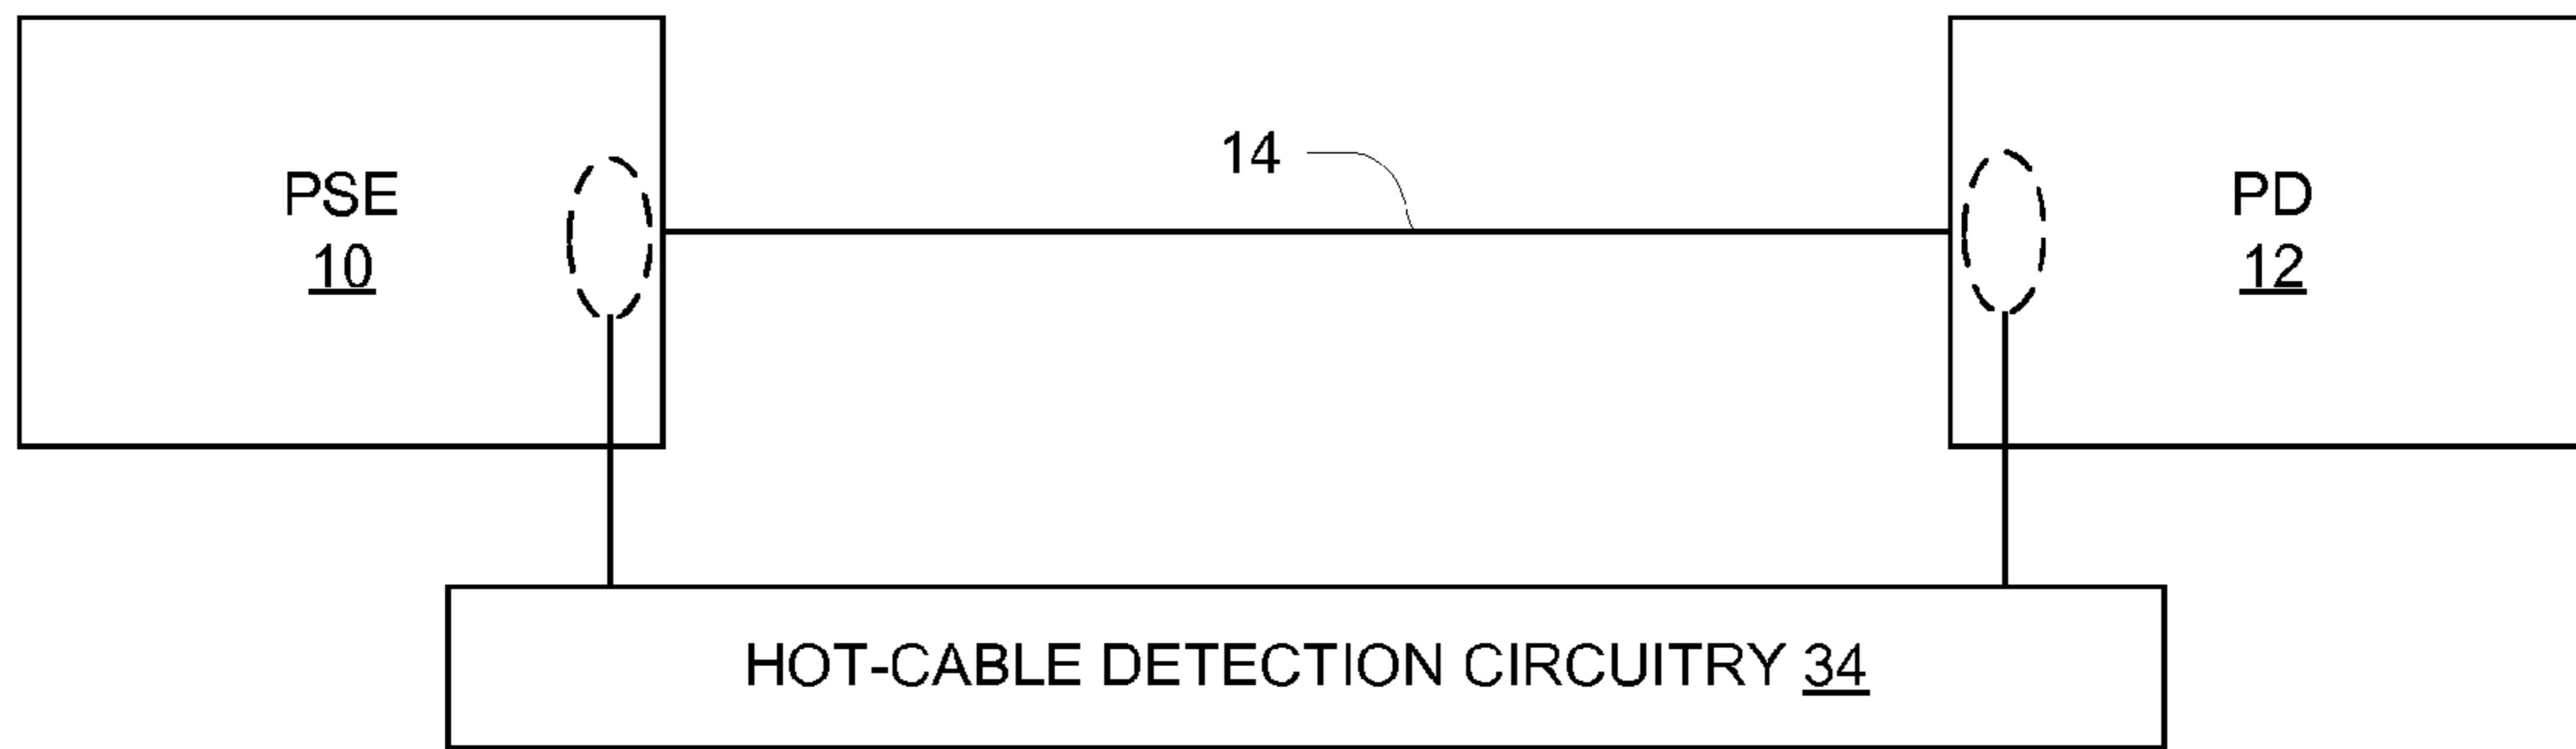 PSE
10
14
PD
12
HOT-CABLE DETECTION CIRCUITRY 34